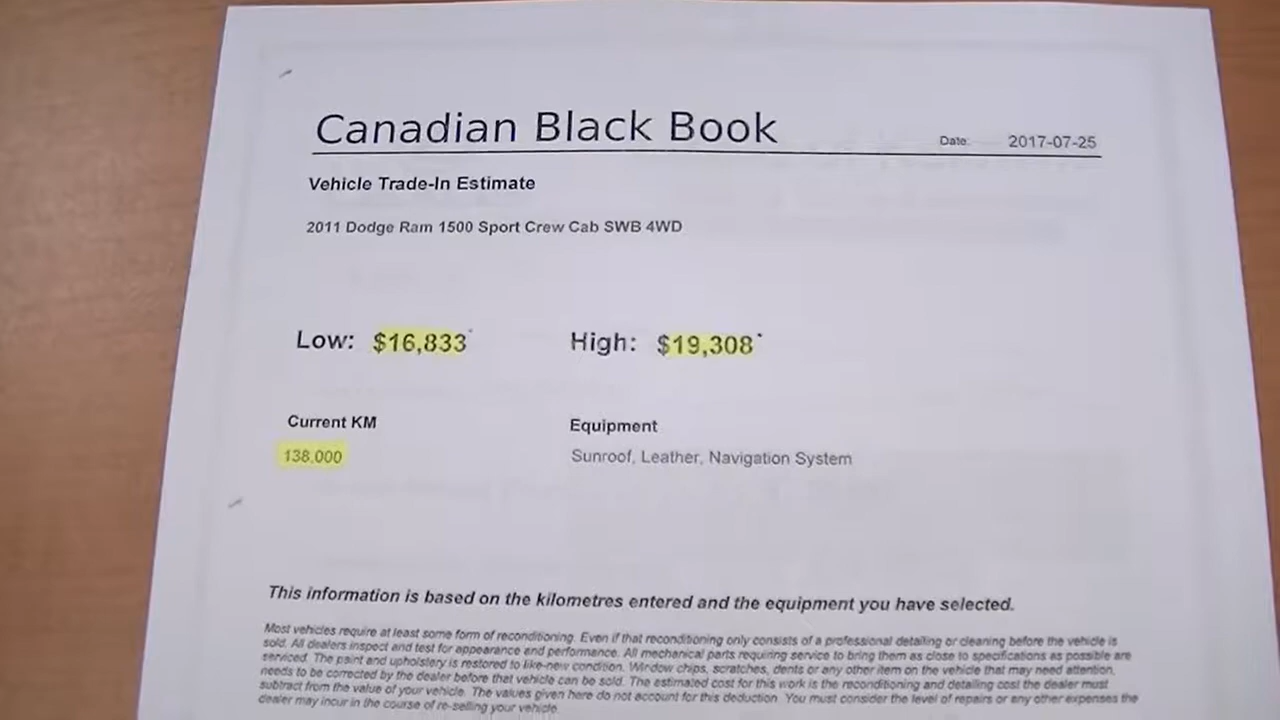 Canadian Black Book
Date: 2017-07-25
Vehicle Trade-In Estimate
2011 Dodge Ram 1500 Sport Crew Cab SWB 4WD
Low: $16,833* High: $19,308*
Current KM Equipment
138,000 Sunroof, Leather, Navigation System
This information is based on the kilometres entered and the equipment you have selected.
Most vehicles require at least some form of reconditioning. Even if that reconditioning only consists of a professional detailing or cleaning before the vehicle is
sold. All dealers inspect and test for appearance and performance. All mechanical parts requiring service to bring them as close to specifications as possible are
serviced. The paint and upholstery is restored to like-new condition. Window chips, scratches, dents or any other item on the vehicle that may need attention,
needs to be corrected by the dealer before that vehicle can be sold. The estimated cost for this work is the reconditioning and detailing cost the dealer must
subtract from the value of your vehicle. The values given here do not account for this deduction. You must consider the level of repairs or any other expenses the
dealer may incur in the course of re-selling your vehicle.